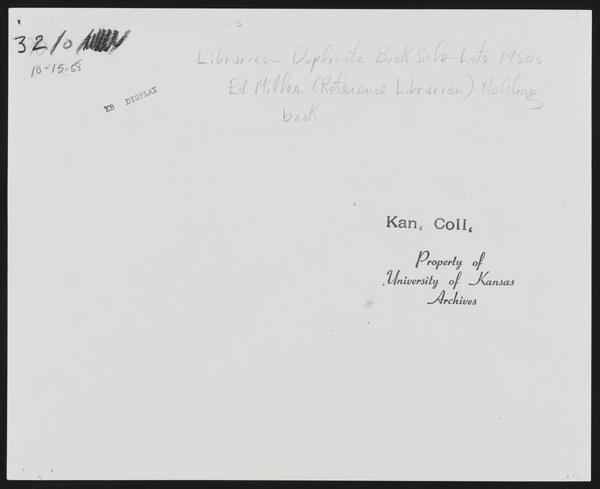 3210
10-15-58
Libraries - Duplicate Book Sale - Late 1950s
Ed Miller (Reference Librarian) Holding
book
KB DISPLAY
Kan. Coll.
Property of
University of Kansas
Archives